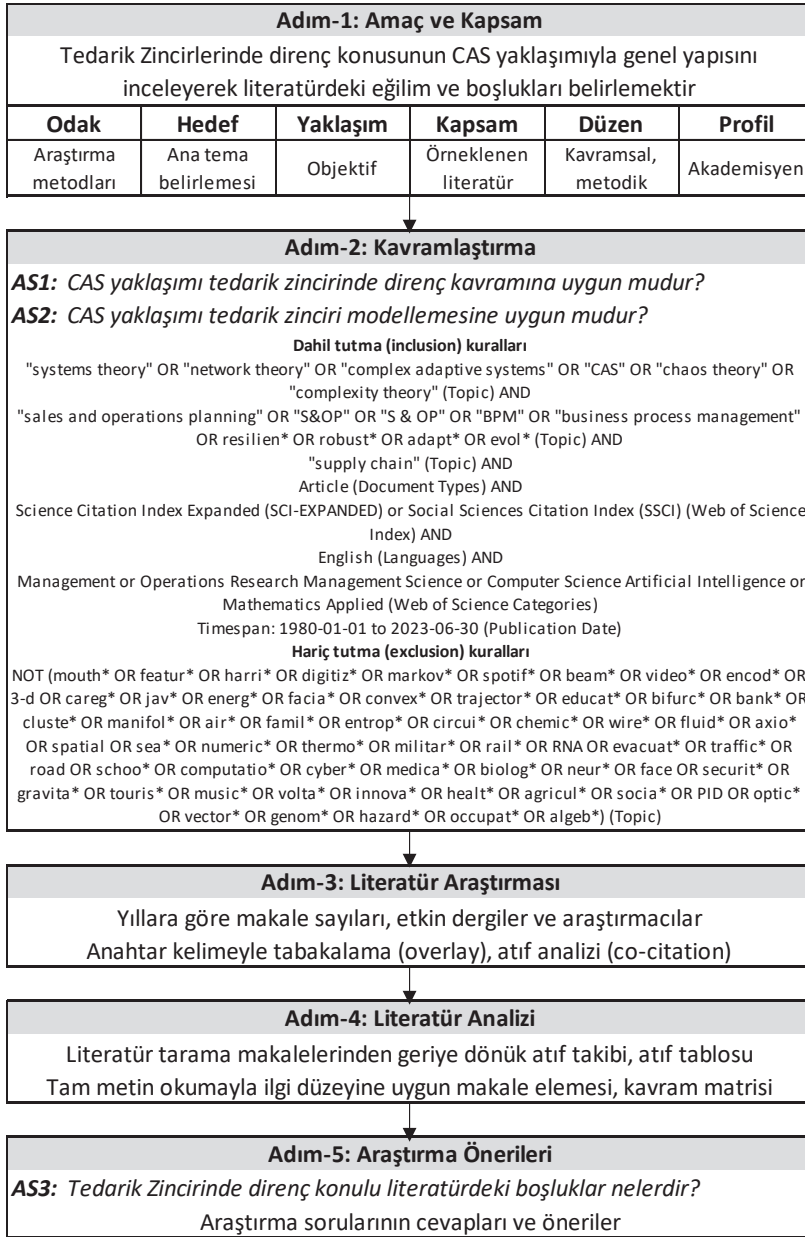 Adım-1: Amaç ve Kapsam
Tedarik Zincirlerinde direnç konusunun CAS yaklaşımıyla genel yapısını
inceleyerek literatürdeki eğilim ve boşlukları belirlemektir
Odak Hedef Yaklaşım Kapsam Düzen Profil
Araştırma metodları Ana tema belirlemesi Objektif Örneklenen literatür Kavramsal, metodik Akademisyen
Adım-2: Kavramlaştırma
AS1: CAS yaklaşımı tedarik zincirinde direnç kavramına uygun mudur?
AS2: CAS yaklaşımı tedarik zinciri modellemesine uygun mudur?
Dahil tutma (inclusion) kuralları
"systems theory" OR "network theory" OR "complex adaptive systems" OR "CAS" OR "chaos theory" OR
"complexity theory" (Topic) AND
"sales and operations planning" OR "S&OP" OR "S & OP" OR "BPM" OR "business process management"
OR resilien* OR robust* OR adapt* OR evol* (Topic) AND
"supply chain" (Topic) AND
Article (Document Types) AND
Science Citation Index Expanded (SCI-EXPANDED) or Social Sciences Citation Index (SSCI) (Web of Science
Index) AND
English (Languages) AND
Management or Operations Research Management Science or Computer Science Artificial Intelligence or
Mathematics Applied (Web of Science Categories)
Timespan: 1980-01-01 to 2023-06-30 (Publication Date)
Hariç tutma (exclusion) kuralları
NOT (mouth* OR featur* OR harri* OR digitiz* OR markov* OR spotif* OR beam* OR video* OR encod* OR
3-d OR careg* OR jav* OR energ* OR facia* OR convex* OR trajector* OR educat* OR bifurc* OR bank* OR
cluste* OR manifol* OR air* OR famil* OR entrop* OR circui* OR chemic* OR wire* OR fluid* OR axio*
OR spatial OR sea* OR numeric* OR thermo* OR militar* OR rail* OR RNA OR evacuat* OR traffic* OR
road OR schoo* OR computatio* OR cyber* OR medica* OR biolog* OR neur* OR face OR securit* OR
gravita* OR touris* OR music* OR volta* OR innova* OR healt* OR agricul* OR socia* OR PID OR optic*
OR vector* OR genom* OR hazard* OR occupat* OR algeb*) (Topic)
Adım-3: Literatür Araştırması
Yıllara göre makale sayıları, etkin dergiler ve araştırmacılar
Anahtar kelimeyle tabakalama (overlay), atıf analizi (co-citation)
Adım-4: Literatür Analizi
Literatür tarama makalelerinden geriye dönük atıf takibi, atıf tablosu
Tam metin okumayla ilgi düzeyine uygun makale elemesi, kavram matrisi
Adım-5: Araştırma Önerileri
AS3: Tedarik Zincirinde direnç konulu literatürdeki boşluklar nelerdir?
Araştırma sorularının cevapları ve öneriler